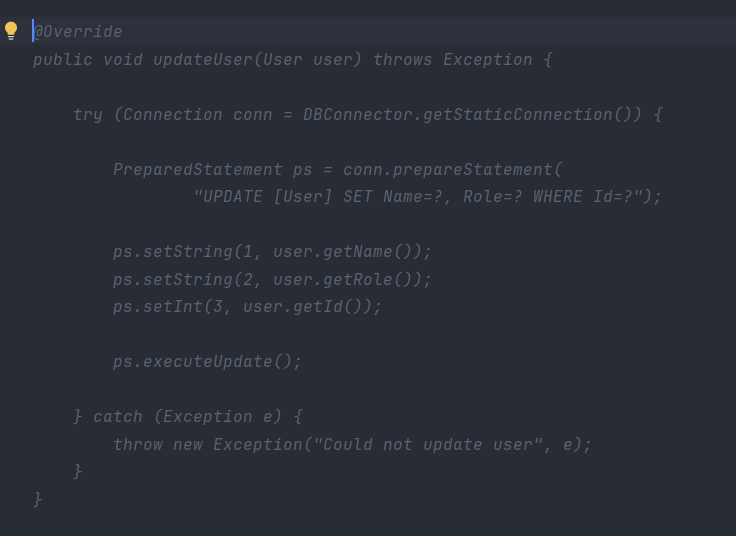 @Override
public void updateUser(User user) throws Exception {
try (Connection conn = DBConnector.getStaticConnection()) {
PreparedStatement ps = conn.prepareStatement(
"UPDATE [User] SET Name=?, Role=? WHERE Id=?");
ps.setString(1, user.getName());
ps.setString(2, user.getRole());
ps.setInt(3, user.getId());
ps.executeUpdate();
} catch (Exception e) {
throw new Exception("Could not update user", e);
}
}